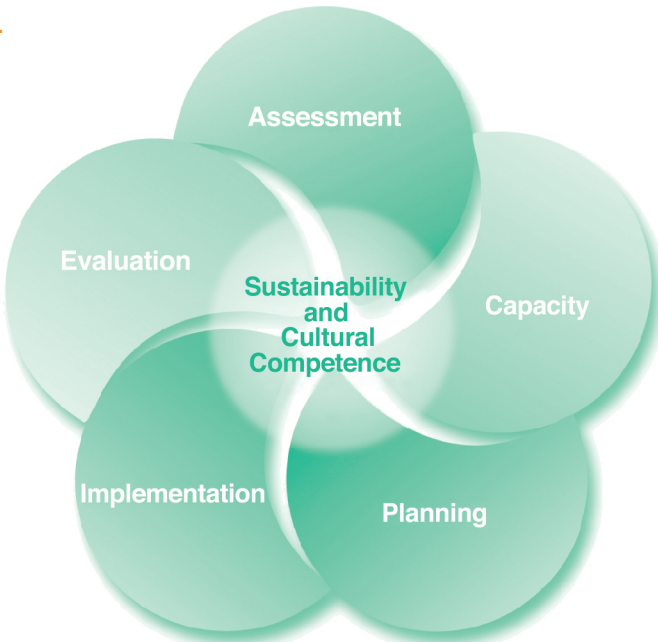 Assessment
Evaluation
Capacity
Sustainability
and
Cultural
Competence
Implementation
Planning